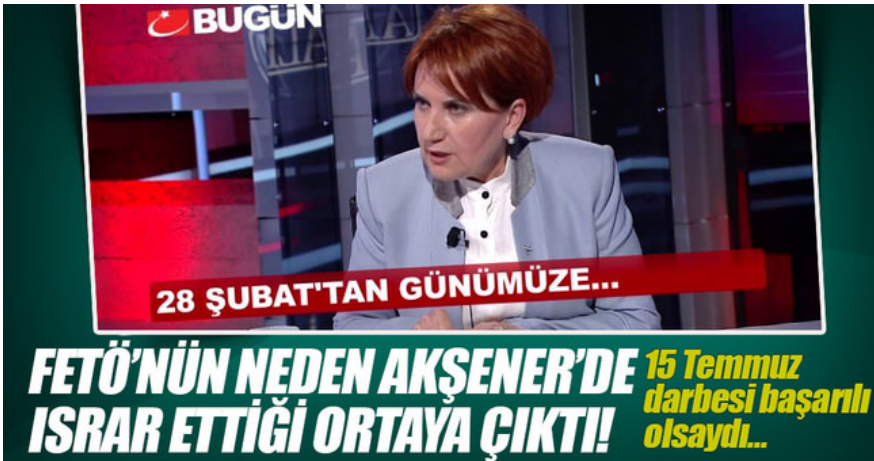 BUGÜN
28 ŞUBAT'TAN GÜNÜMÜZE...
FETÖ'NÜN NEDEN AKŞENER'DE
ISRAR ETTİĞİ ORTAYA ÇIKTI!
15 Temmuz
darbesi başarılı
olsaydı...